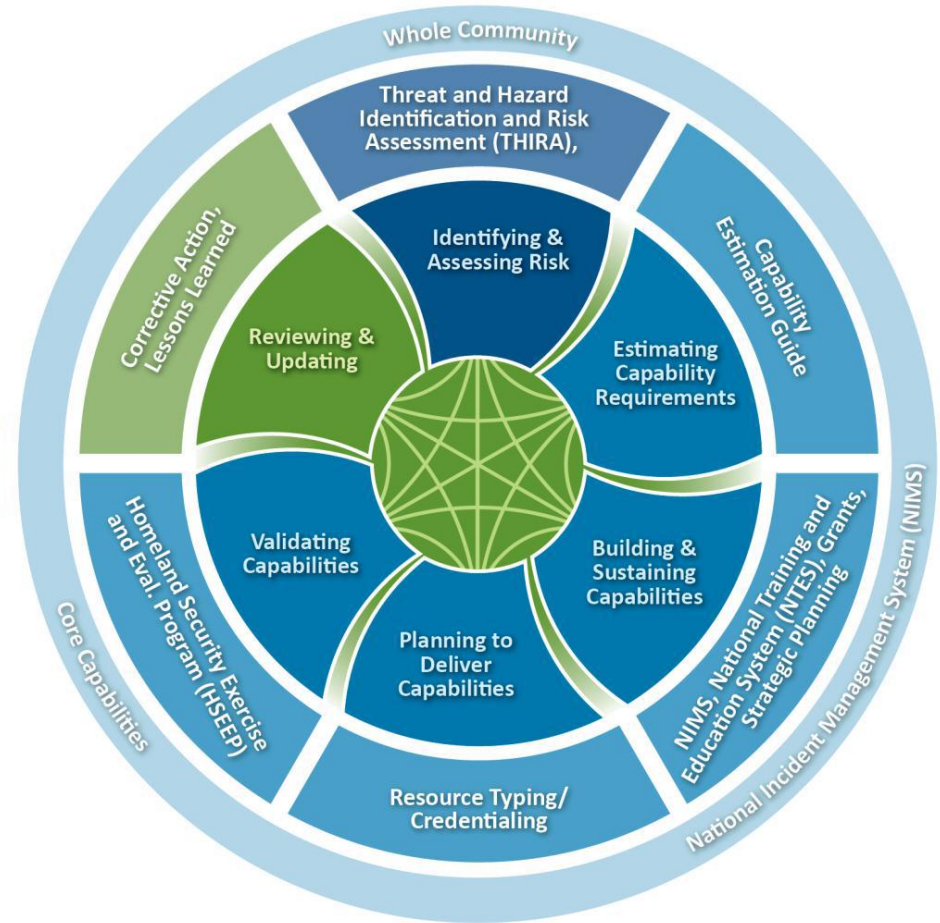 Whole Community
Threat and Hazard
Identification and Risk
Assessment (THIRA),
Capability
Estimation Guide
NIMS, National Training and
Education System (NTES), Grants,
Strategic Planning
Resource Typing/
Credentialing
Homeland Security Exercise
and Eval. Program (HSEEP)
Corrective Action,
Lessons Learned
Identifying &
Assessing Risk
Estimating
Capability
Requirements
Building &
Sustaining
Capabilities
Planning to
Deliver
Capabilities
Validating
Capabilities
Reviewing &
Updating
National Incident Management System (NIMS)
Core Capabilities